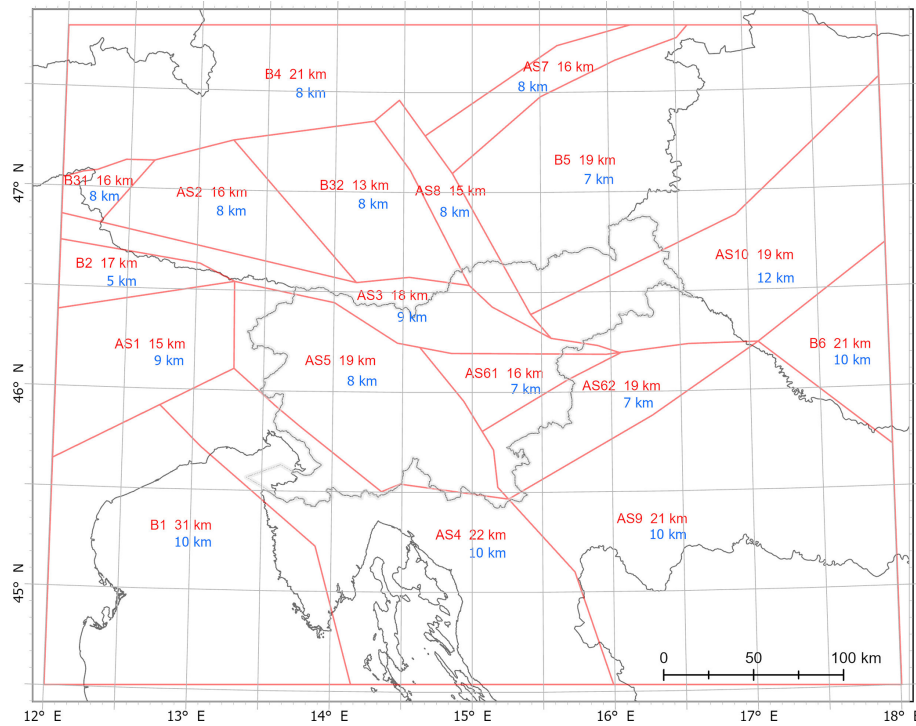 B4 21 km
8 km
AS7 16 km
8 km
B5 19 km
7 km
47° N
B31 16 km
8 km
AS2 16 km
8 km
B32 13 km
8 km
AS8 15 km
8 km
AS10 19 km
12 km
B2 17 km
5 km
AS3 18 km
9 km
AS1 15 km
9 km
AS5 19 km
8 km
AS61 16 km
7 km
AS62 19 km
7 km
B6 21 km
10 km
46° N
B1 31 km
10 km
AS4 22 km
10 km
AS9 21 km
10 km
45° N
0 50 100 km
12° E 13° E 14° E 15° E 16° E 17° E 18° E